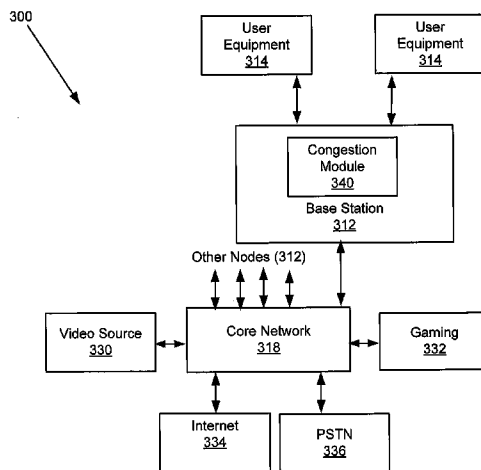 300
User
Equipment
314
User
Equipment
314
Congestion
Module
340
Base Station
312
Other Nodes (312)
Video Source
330
Core Network
318
Gaming
332
Internet
334
PSTN
336